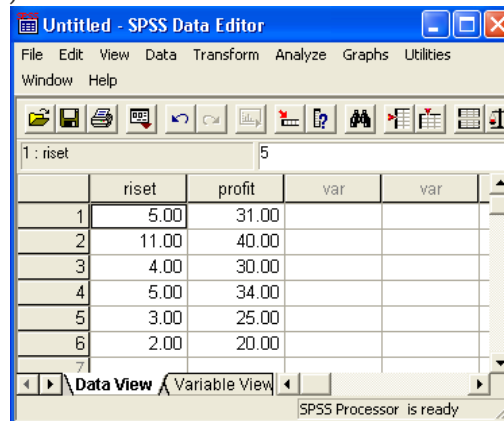 Untitled - SPSS Data Editor
File Edit View Data Transform Analyze Graphs Utilities
Window Help
1 : riset 5
riset profit var var
1 5.00 31.00
2 11.00 40.00
3 4.00 30.00
4 5.00 34.00
5 3.00 25.00
6 2.00 20.00
7
Data View Variable View
SPSS Processor is ready